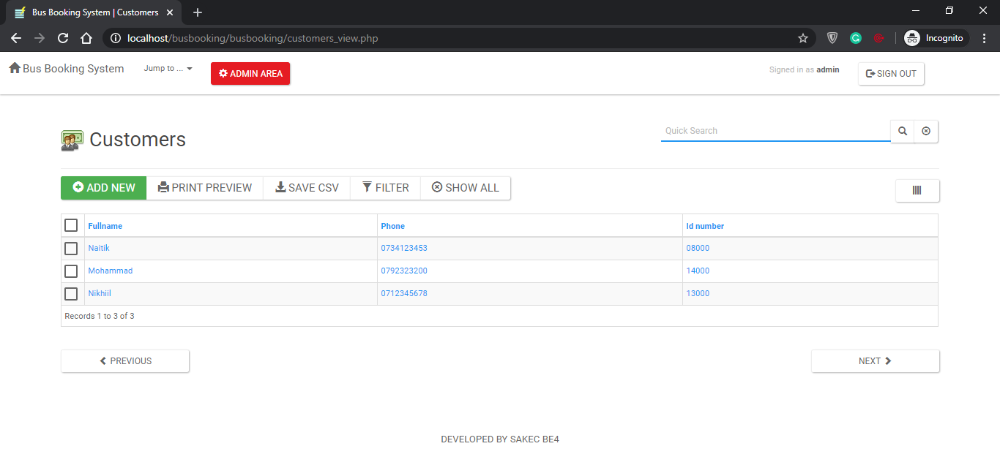 Bus Booking System | Customers
localhost/busbooking/busbooking/customers_view.php
Incognito
Bus Booking System
Jump to ...
ADMIN AREA
Signed in as admin
SIGN OUT
Customers
Quick Search
ADD NEW
PRINT PREVIEW
SAVE CSV
FILTER
SHOW ALL
Fullname Phone Id number
Naitik 0734123453 08000
Mohammad 0792323200 14000
Nikhiil 0712345678 13000
Records 1 to 3 of 3
PREVIOUS
NEXT
DEVELOPED BY SAKEC BE4